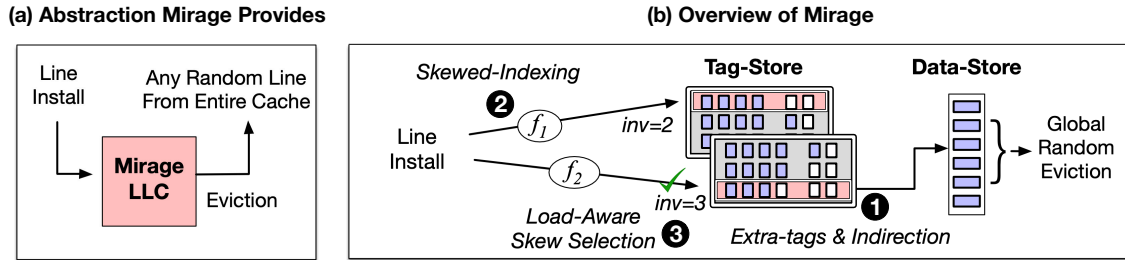 (a) Abstraction Mirage Provides
Line
Install
Any Random Line
From Entire Cache
Mirage
LLC
Eviction
(b) Overview of Mirage
Skewed-Indexing
2
f1
inv=2
Line
Install
f2
inv=3
Load-Aware
Skew Selection 3
Tag-Store
1
Extra-tags & Indirection
Data-Store
Global
Random
Eviction